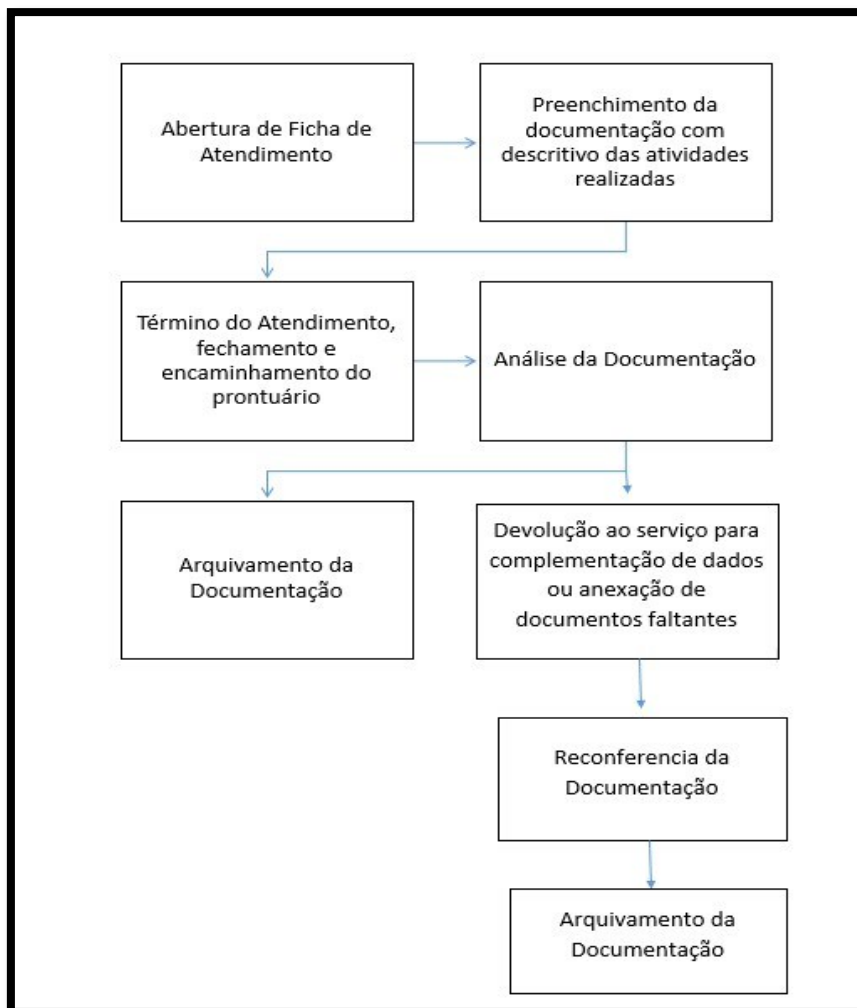 Abertura de Ficha de
Atendimento
Preenchimento da
documentação com
descritivo das atividades
realizadas
Término do Atendimento,
fechamento e
encaminhamento do
prontuário
Análise da Documentação
Arquivamento da
Documentação
Devolução ao serviço para
complementação de dados
ou anexação de
documentos faltantes
Reconferencia da
Documentação
Arquivamento da
Documentação